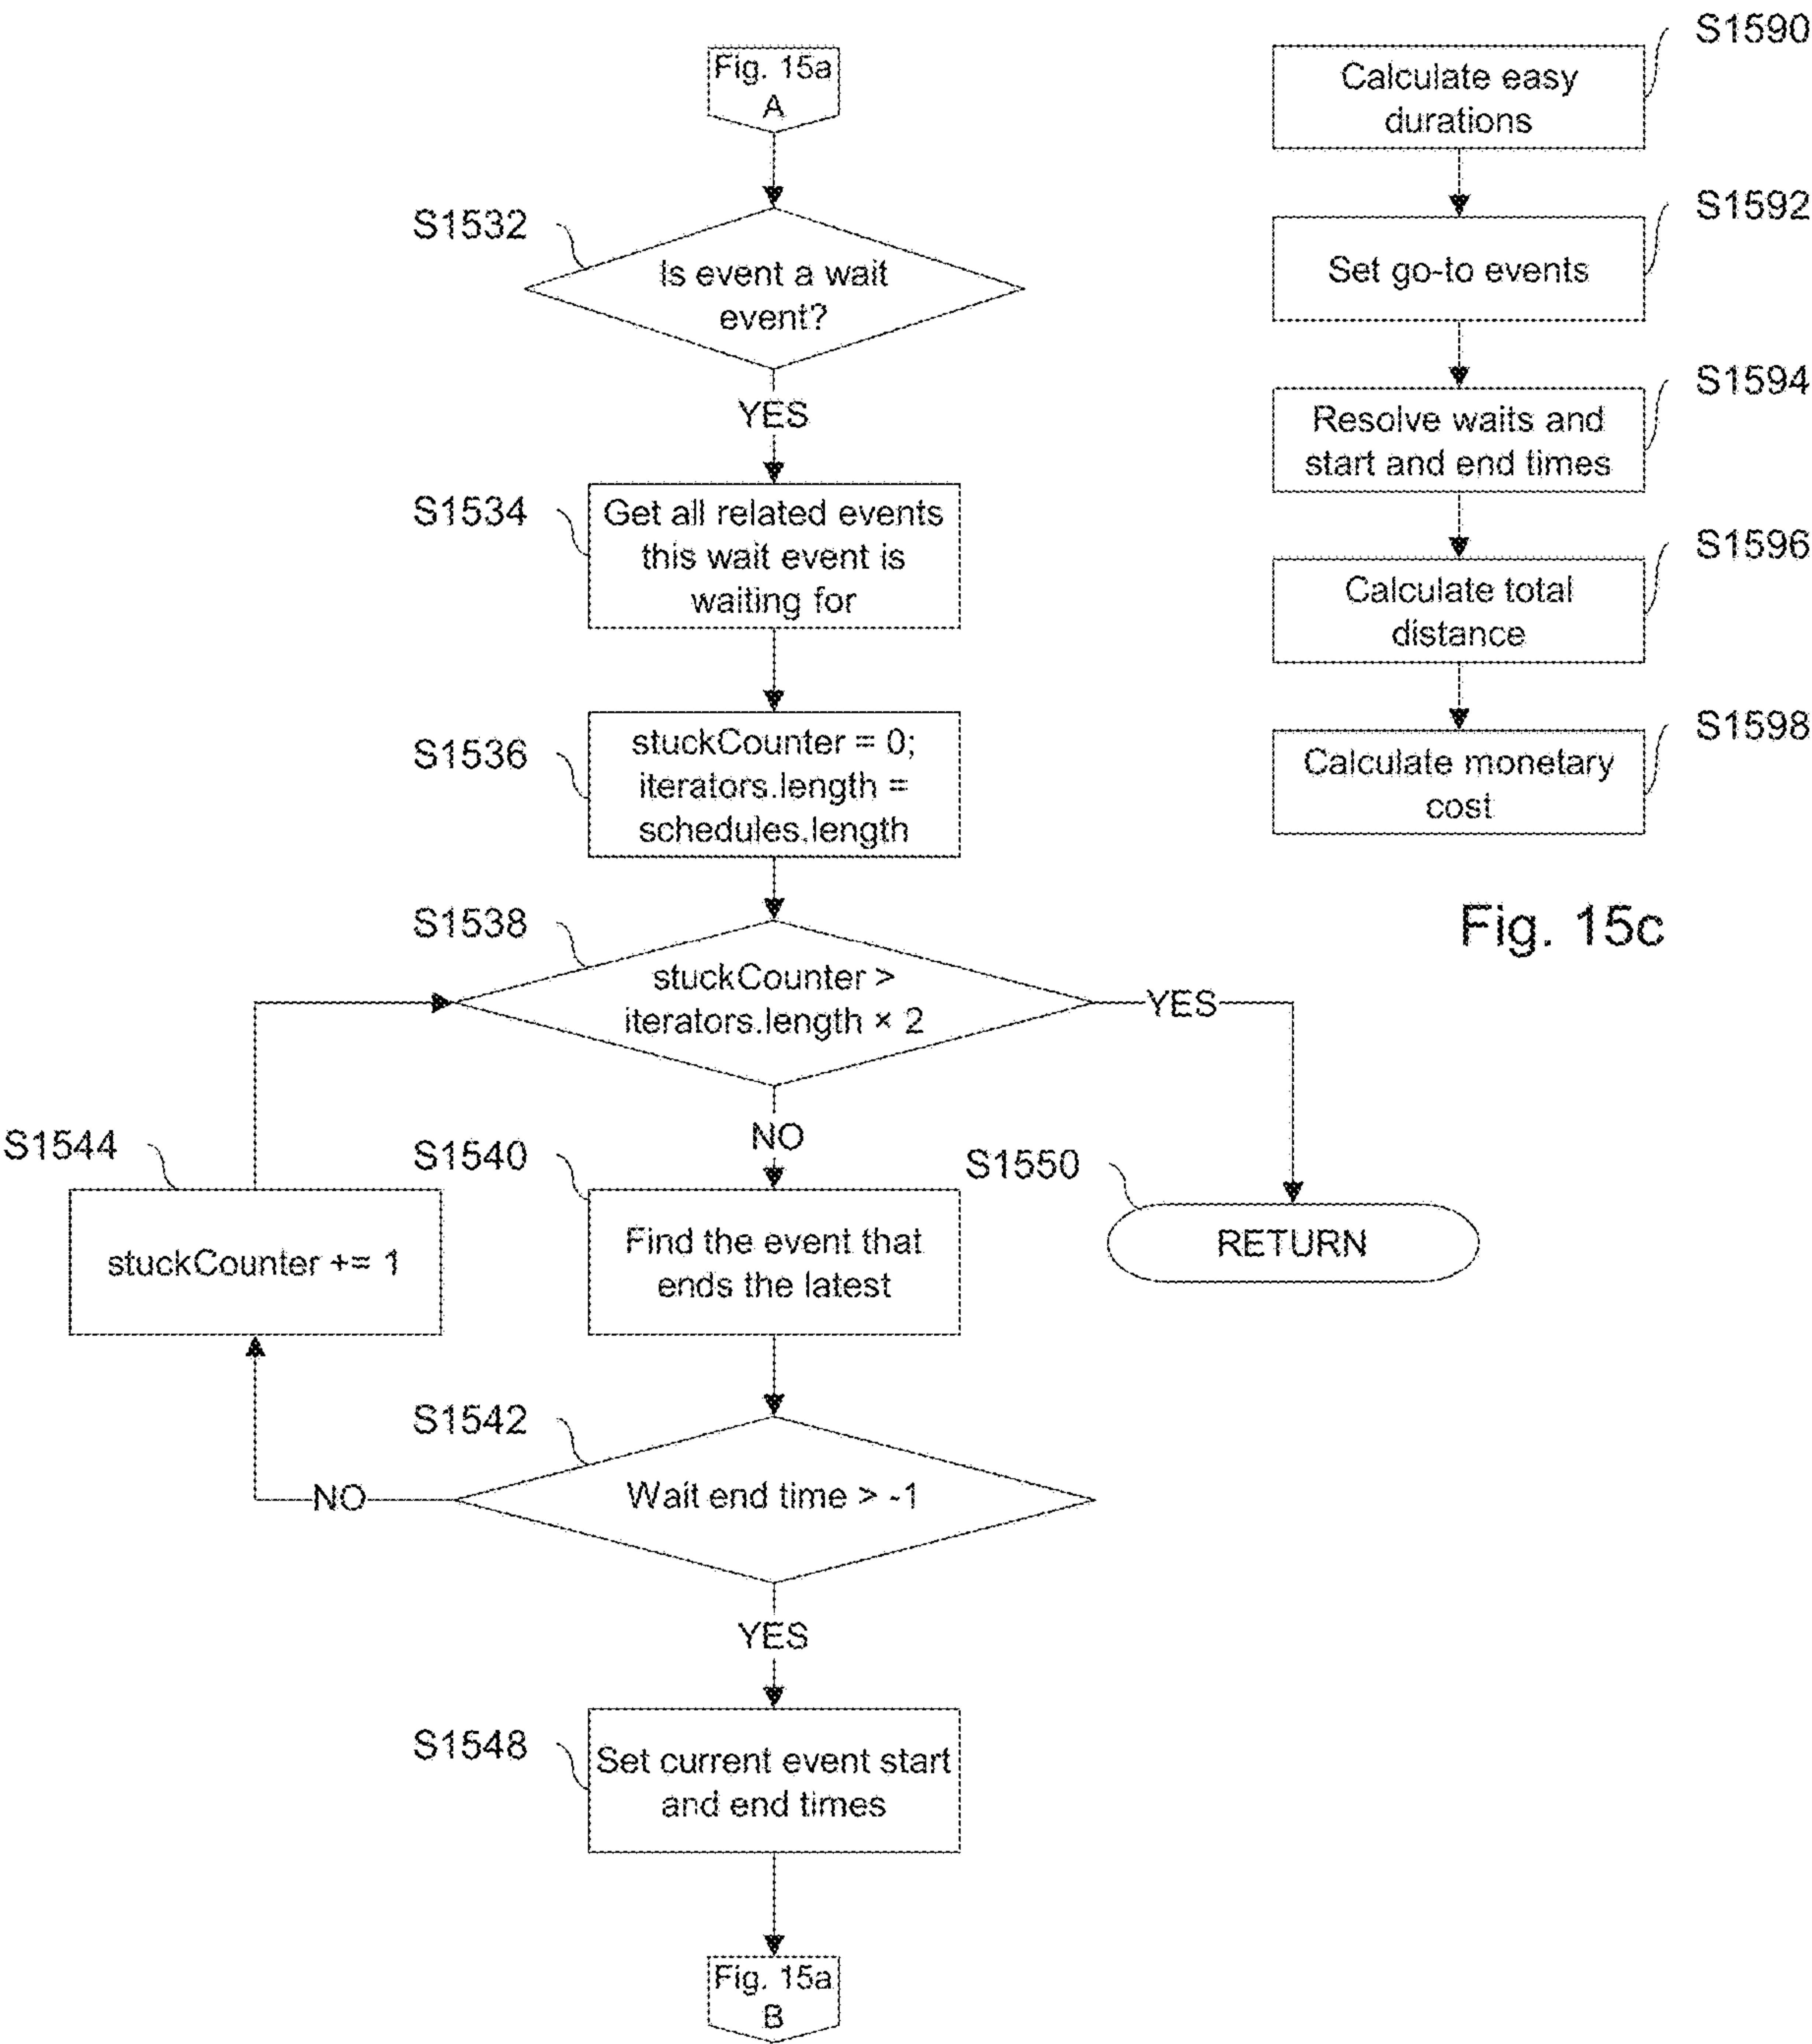 Fig. 15a
A
S1532
Is event a wait
event?
YES
S1534
Get all related events
this wait event is
waiting for
S1536
stuckCounter = 0;
iterators.length =
schedules.length
S1538
stuckCounter >
iterators.length × 2
YES
NO
S1544
stuckCounter += 1
S1540
Find the event that
ends the latest
S1550
RETURN
S1542
Wait end time > -1
NO
YES
S1548
Set current event start
and end times
Fig. 15a
B
S1590
Calculate easy
durations
S1592
Set go-to events
S1594
Resolve waits and
start and end times
S1596
Calculate total
distance
S1598
Calculate monetary
cost
Fig. 15c